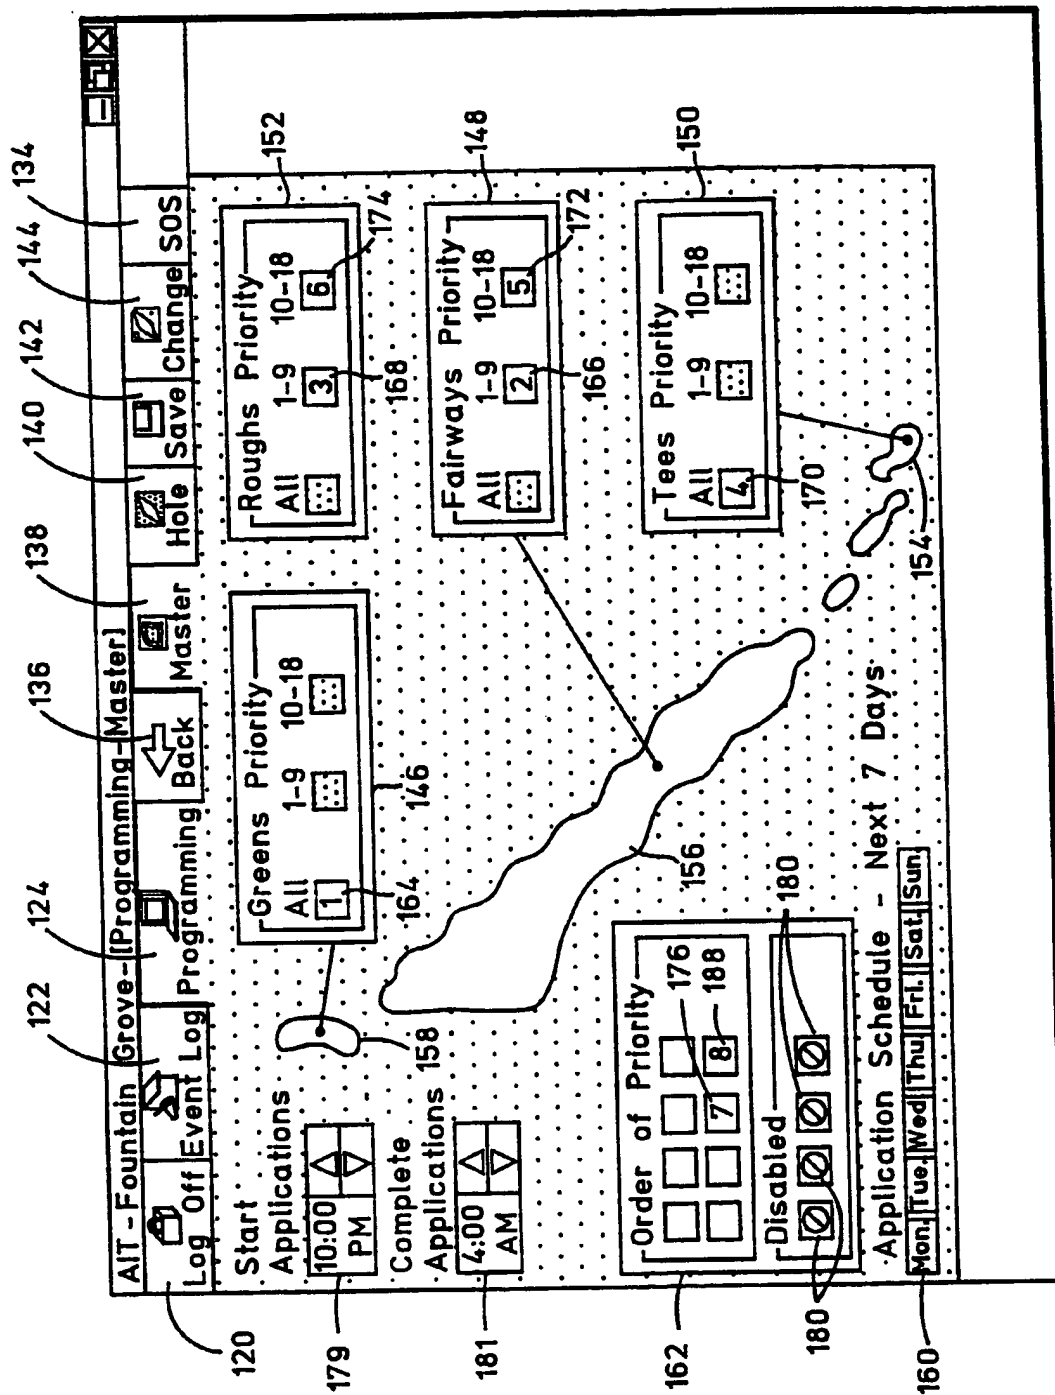 122 124 136 138 140 142 144 134
AIT - Fountain Grove - [Programming - Master]
Log Off Event Log Programming Back Master Hole Save Change SOS
120
Start
Applications
10:00
PM
179
Complete
Applications
4:00
AM
181
158
Greens Priority
All 1-9 10-18
1
164
146
Roughs Priority
All 1-9 10-18
3 6
168
174
152
Fairways Priority
All 1-9 10-18
2 5
166
172
148
Tees Priority
All 1-9 10-18
4
170
150
154
156
Order of Priority
7 8
176
188
162
Disabled
180
180
Application Schedule - Next 7 Days
Mon. Tue. Wed Thu Fri. Sat. Sun.
160